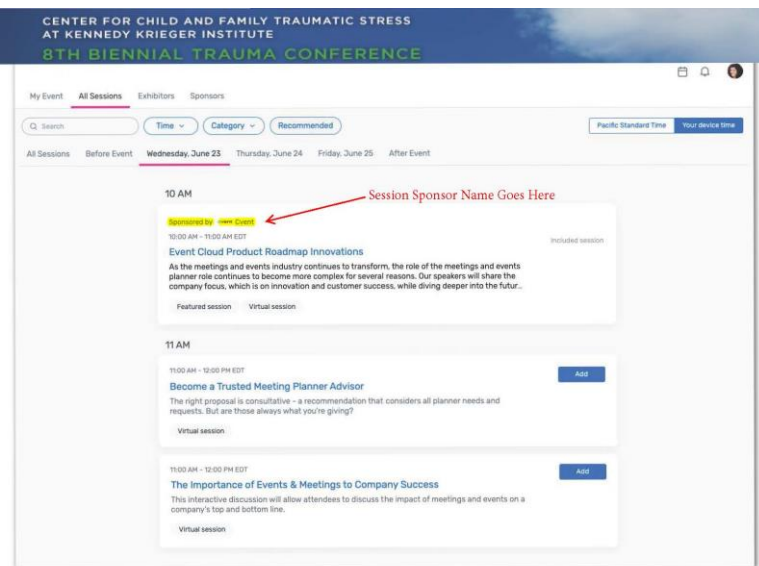 CENTER FOR CHILD AND FAMILY TRAUMATIC STRESS
AT KENNEDY KRIEGER INSTITUTE
8TH BIENNIAL TRAUMA CONFERENCE
My Event All Sessions Exhibitors Sponsors
Search Time Category Recommended Pacific Standard Time Your device time
All Sessions Before Event Wednesday, June 23 Thursday, June 24 Friday, June 25 After Event
10 AM
Session Sponsor Name Goes Here
Sponsored by Cvent
10:00 AM - 11:00 AM EDT
Included session
Event Cloud Product Roadmap Innovations
As the meetings and events industry continues to transform, the role of the meetings and events
planner role continues to become more complex for several reasons. Our speakers will share the
company focus, which is on innovation and customer success, while diving deeper into the futur...
Featured session Virtual session
11 AM
11:00 AM - 12:00 PM EDT
Add
Become a Trusted Meeting Planner Advisor
The right proposal is consultative - a recommendation that considers all planner needs and
requests. But are those always what you're giving?
Virtual session
11:00 AM - 12:00 PM EDT
Add
The Importance of Events & Meetings to Company Success
This interactive discussion will allow attendees to discuss the impact of meetings and events on a
company's top and bottom line.
Virtual session